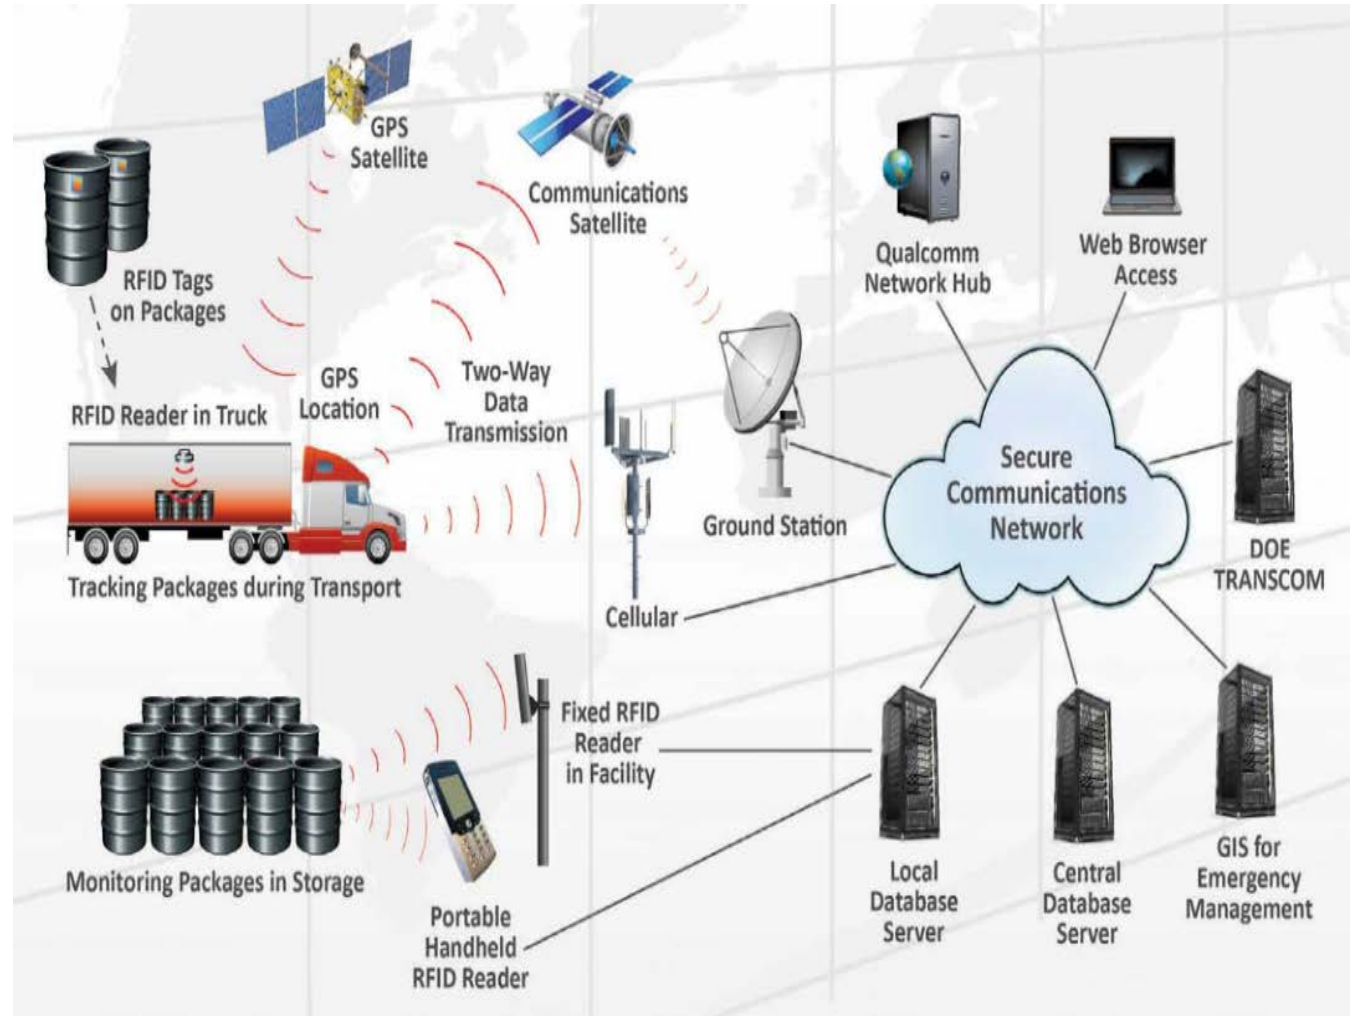 GPS
Satellite
Communications
Satellite
RFID Tags
on Packages
Qualcomm
Network Hub
Web Browser
Access
GPS
Location
Two-Way
Data
Transmission
RFID Reader in Truck
Secure
Communications
Network
Ground Station
DOE
TRANSCOM
Tracking Packages during Transport
Cellular
Fixed RFID
Reader
in Facility
Monitoring Packages in Storage
Portable
Handheld
RFID Reader
Local
Database
Server
Central
Database
Server
GIS for
Emergency
Management